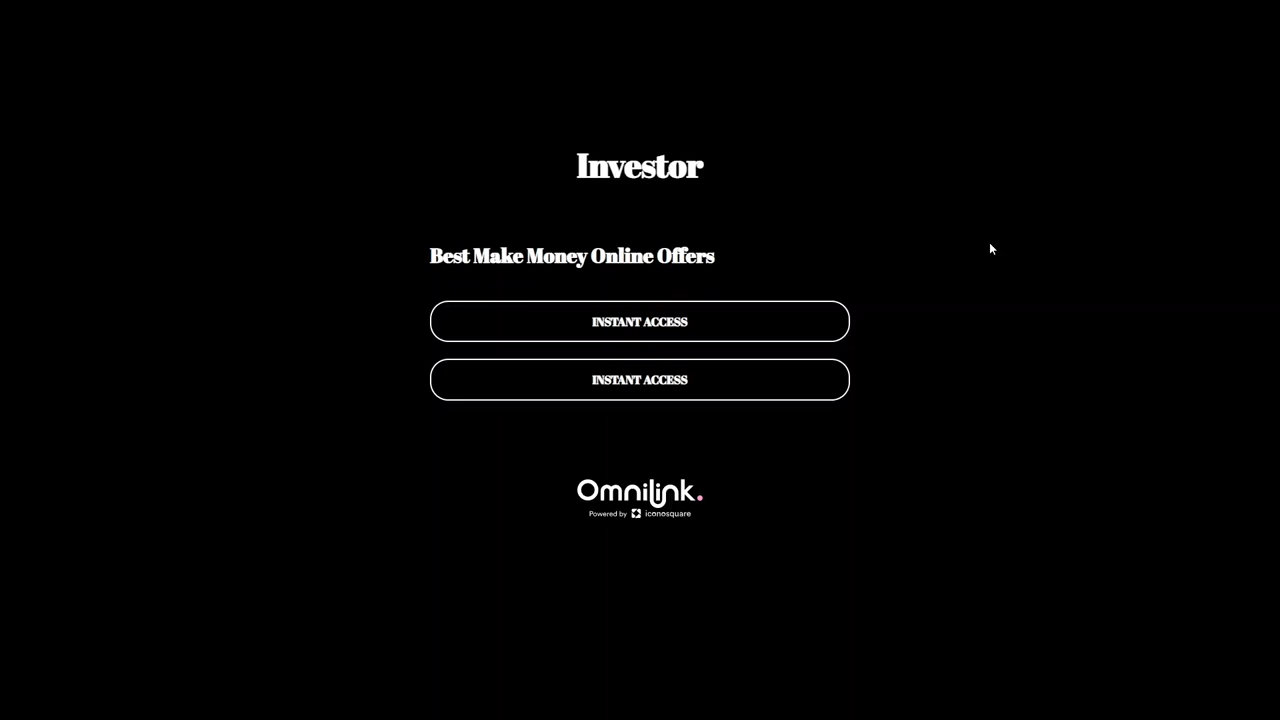 Investor
Best Make Money Online Offers
INSTANT ACCESS
INSTANT ACCESS
Omnilink.
Powered by iconosquare